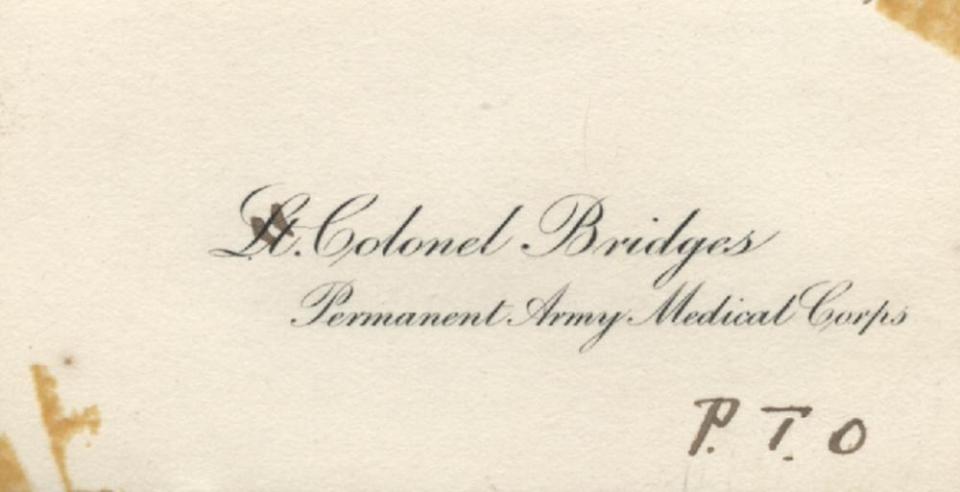 Lt. Colonel Bridges
Permanent Army Medical Corps
P. T. O